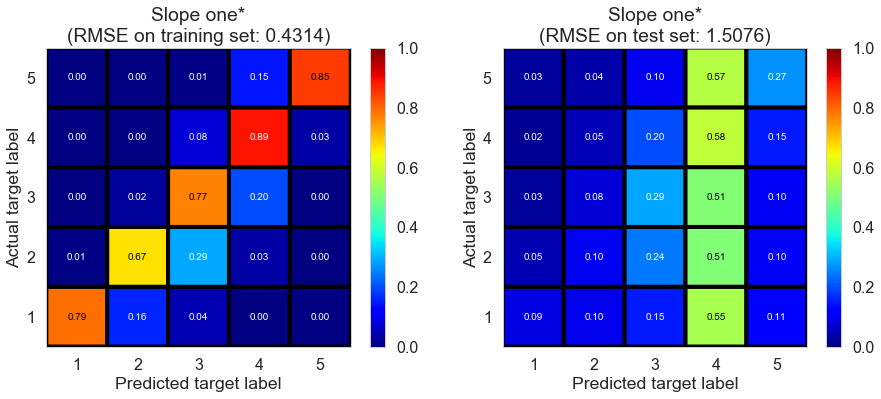 Slope one*
(RMSE on training set: 0.4314)
Actual target label
5 0.00 0.00 0.01 0.15 0.85
4 0.00 0.00 0.08 0.89 0.03
3 0.00 0.02 0.77 0.20 0.00
2 0.01 0.67 0.29 0.03 0.00
1 0.79 0.16 0.04 0.00 0.00
1 2 3 4 5
Predicted target label
1.0
0.8
0.6
0.4
0.2
0.0
Slope one*
(RMSE on test set: 1.5076)
Actual target label
5 0.03 0.04 0.10 0.57 0.27
4 0.02 0.05 0.20 0.58 0.15
3 0.03 0.08 0.29 0.51 0.10
2 0.05 0.10 0.24 0.51 0.10
1 0.09 0.10 0.15 0.55 0.11
1 2 3 4 5
Predicted target label
1.0
0.8
0.6
0.4
0.2
0.0